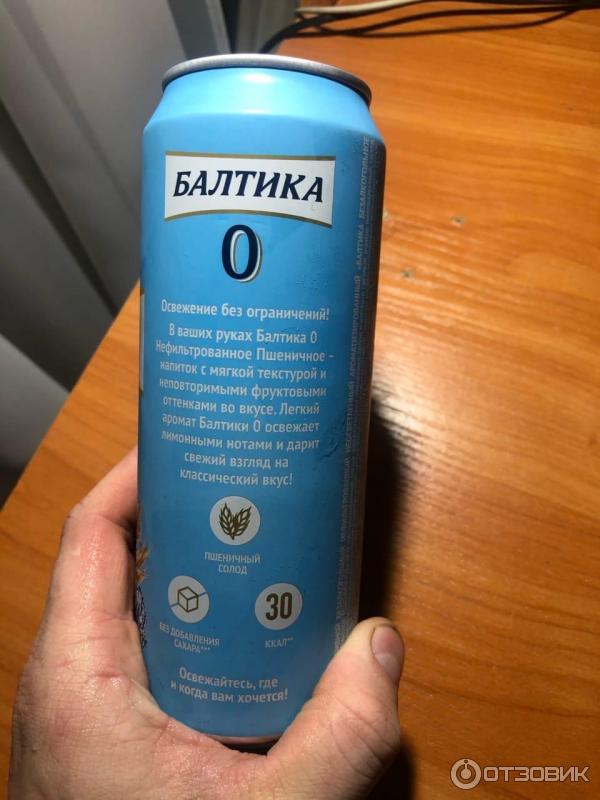 БАЛТИКА
0
Освежение без ограничений!
В ваших руках Балтика 0
Нефильтрованное Пшеничное -
напиток с мягкой текстурой и
неповторимыми фруктовыми
оттенками во вкусе. Легкий
аромат Балтики 0 освежает
лимонными нотами и дарит
свежий взгляд на
классический вкус!
ПШЕНИЧНЫЙ
СОЛОД
БЕЗ ДОБАВЛЕНИЯ
САХАРА***
30
ККАЛ**
Освежайтесь, где
и когда вам хочется!
«БАЛТИКА БЕЗАЛКОГОЛЬНОЕ
ОТЗОВИК